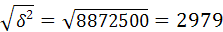 √δ² = √8872500 = 2979